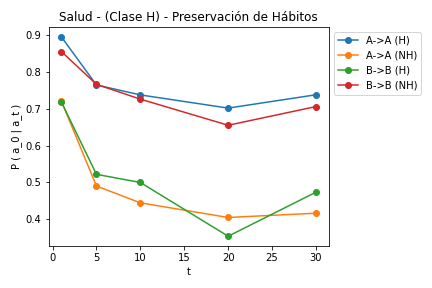 Salud - (Clase H) - Preservación de Hábitos
P ( a_0 | a_t )
0.9
0.8
0.7
0.6
0.5
0.4
0 5 10 15 20 25 30
t
A->A (H)
A->A (NH)
B->B (H)
B->B (NH)